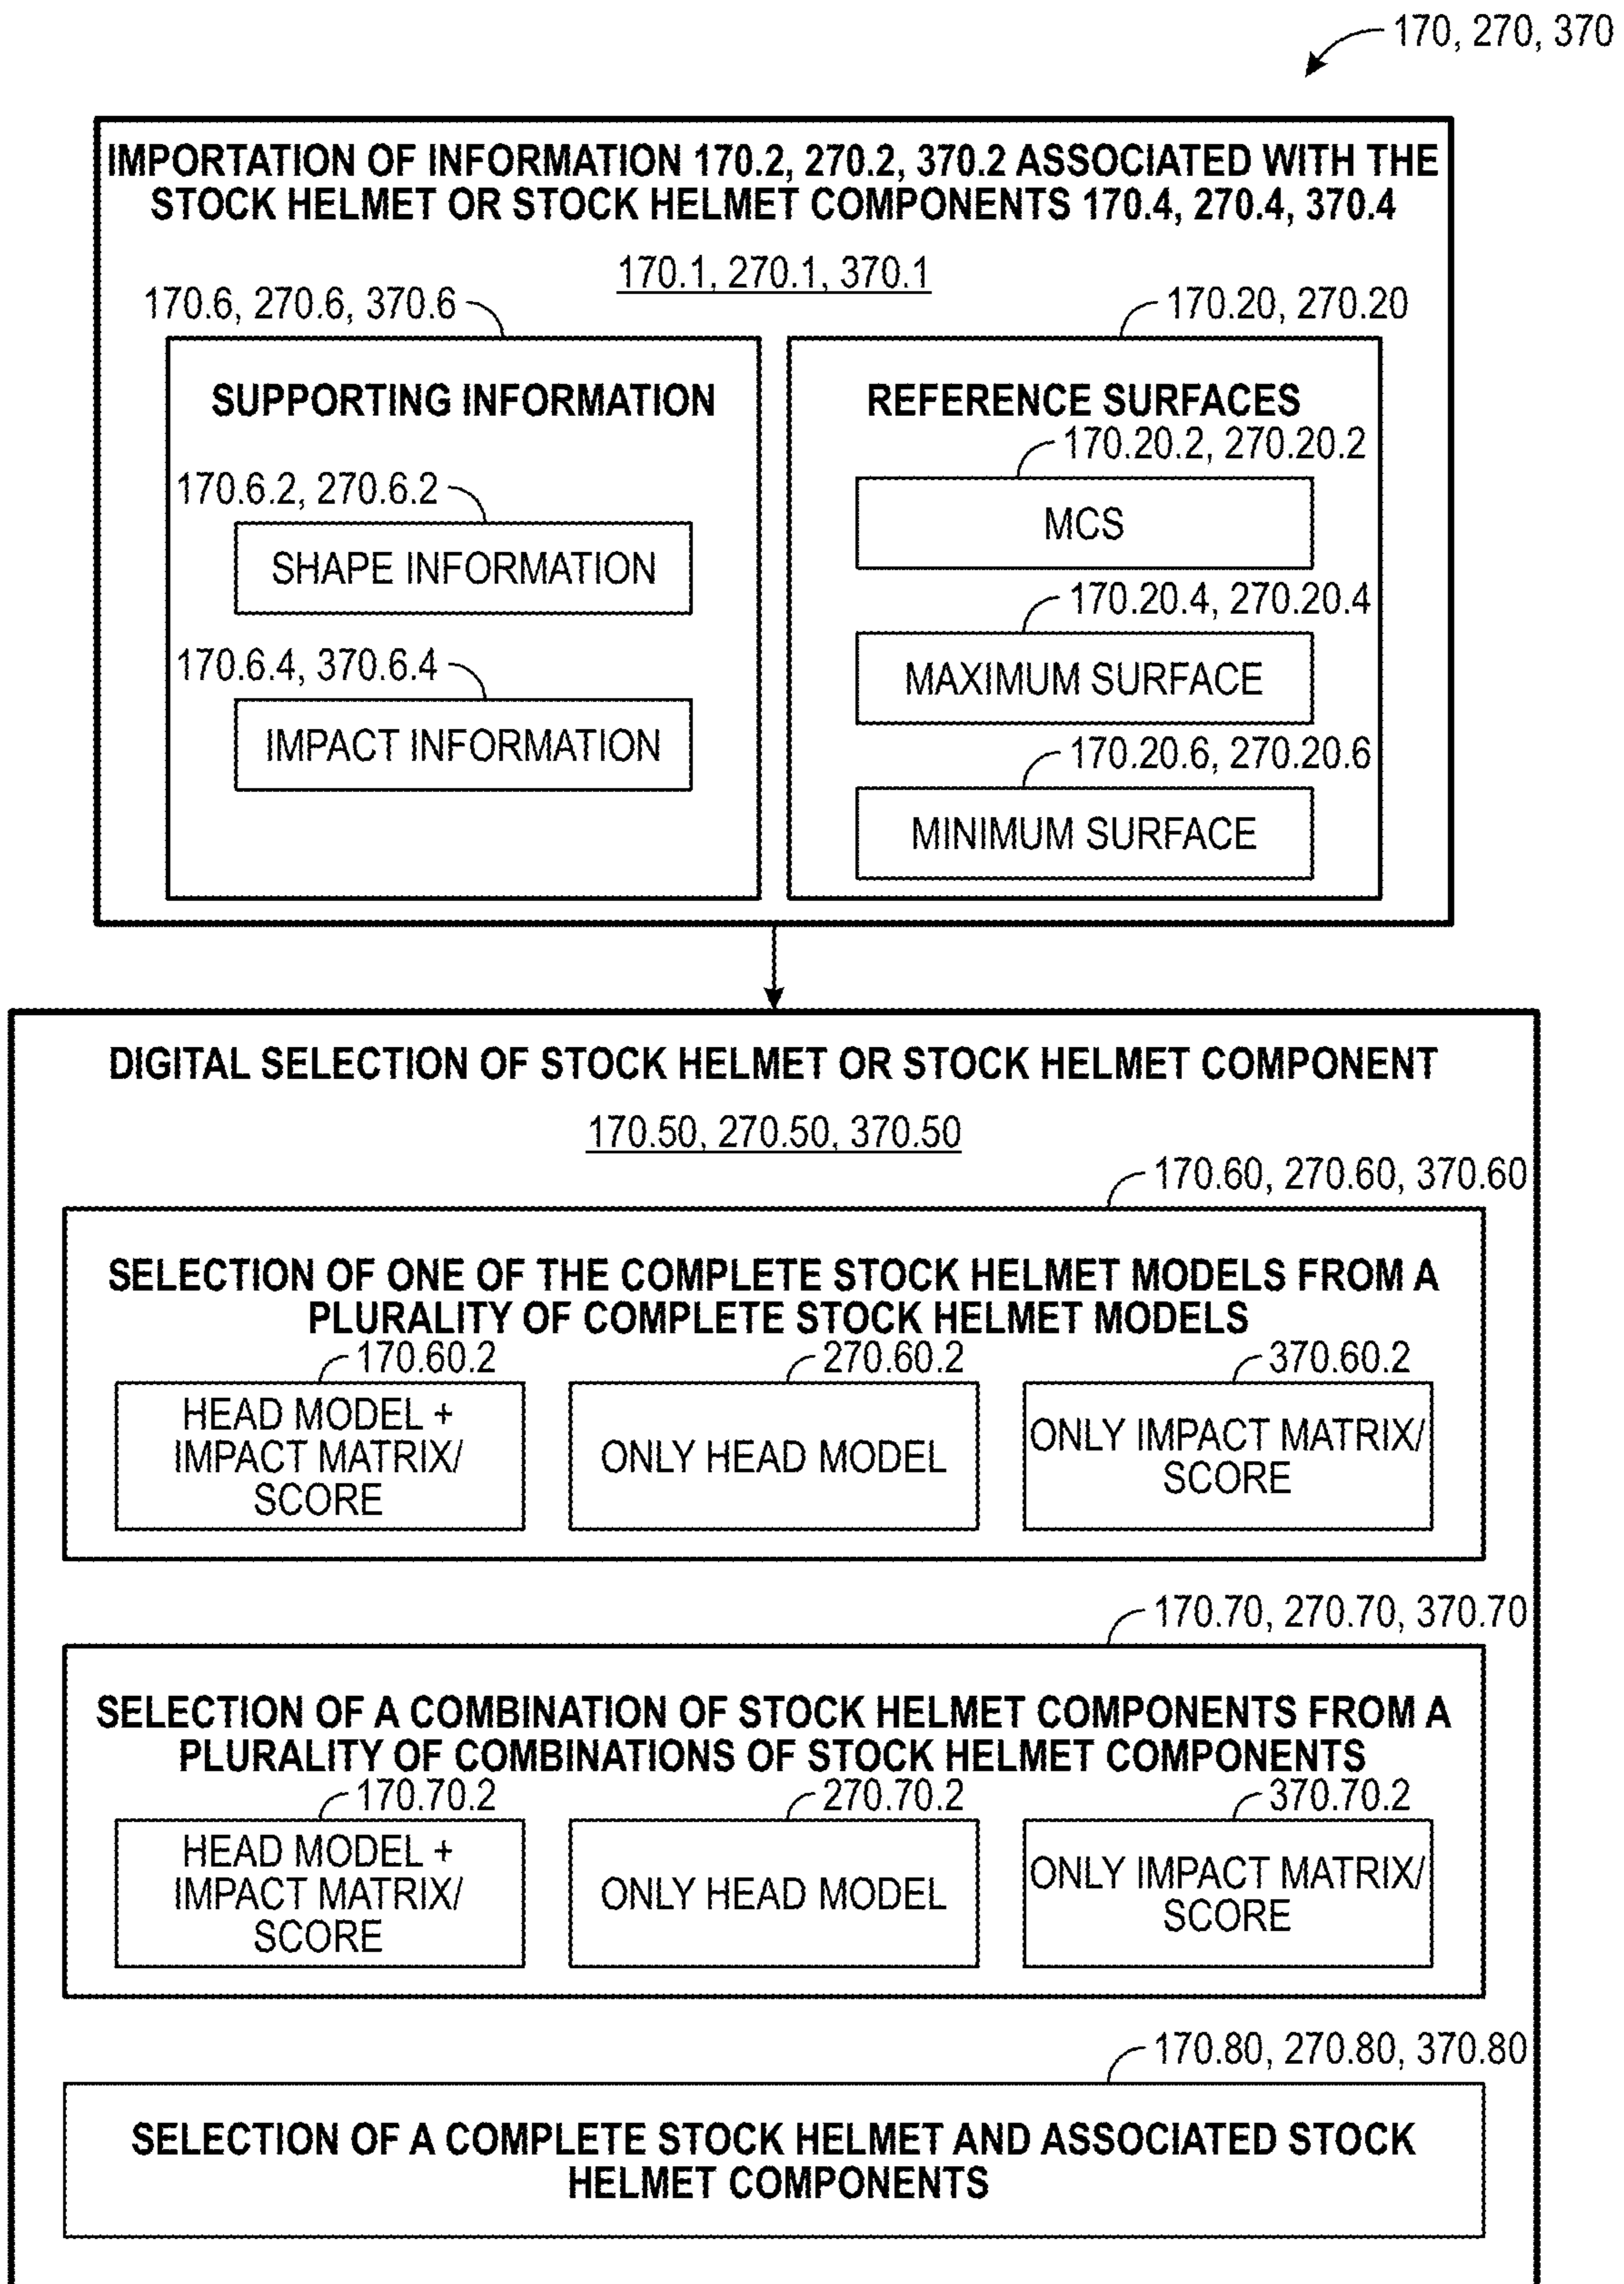 170, 270, 370
IMPORTATION OF INFORMATION 170.2, 270.2, 370.2 ASSOCIATED WITH THE
STOCK HELMET OR STOCK HELMET COMPONENTS 170.4, 270.4, 370.4
170.1, 270.1, 370.1
170.6, 270.6, 370.6
SUPPORTING INFORMATION
170.6.2, 270.6.2
SHAPE INFORMATION
170.6.4, 370.6.4
IMPACT INFORMATION
170.20, 270.20
REFERENCE SURFACES
170.20.2, 270.20.2
MCS
170.20.4, 270.20.4
MAXIMUM SURFACE
170.20.6, 270.20.6
MINIMUM SURFACE
DIGITAL SELECTION OF STOCK HELMET OR STOCK HELMET COMPONENT
170.50, 270.50, 370.50
170.60, 270.60, 370.60
SELECTION OF ONE OF THE COMPLETE STOCK HELMET MODELS FROM A
PLURALITY OF COMPLETE STOCK HELMET MODELS
170.60.2
HEAD MODEL +
IMPACT MATRIX/
SCORE
270.60.2
ONLY HEAD MODEL
370.60.2
ONLY IMPACT MATRIX/
SCORE
170.70, 270.70, 370.70
SELECTION OF A COMBINATION OF STOCK HELMET COMPONENTS FROM A
PLURALITY OF COMBINATIONS OF STOCK HELMET COMPONENTS
170.70.2
HEAD MODEL +
IMPACT MATRIX/
SCORE
270.70.2
ONLY HEAD MODEL
370.70.2
ONLY IMPACT MATRIX/
SCORE
170.80, 270.80, 370.80
SELECTION OF A COMPLETE STOCK HELMET AND ASSOCIATED STOCK
HELMET COMPONENTS